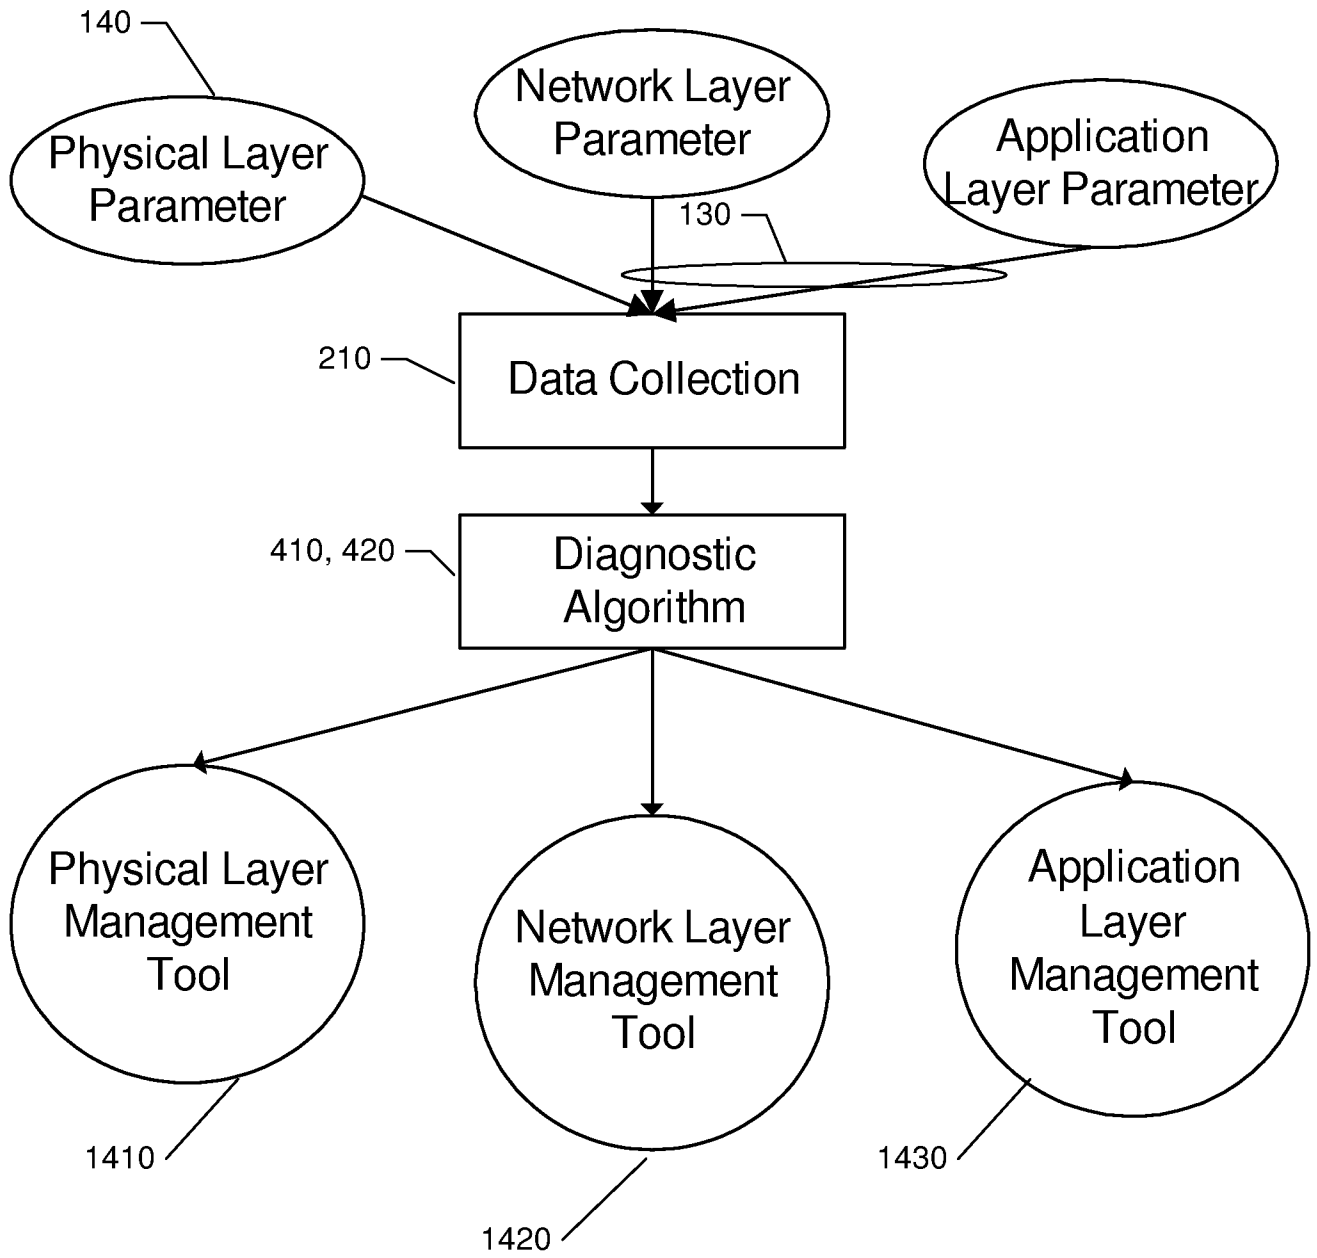 140
Physical Layer
Parameter
Network Layer
Parameter
Application
Layer Parameter
130
210
Data Collection
410, 420
Diagnostic
Algorithm
Physical Layer
Management
Tool
Network Layer
Management
Tool
Application
Layer
Management
Tool
1410
1420
1430